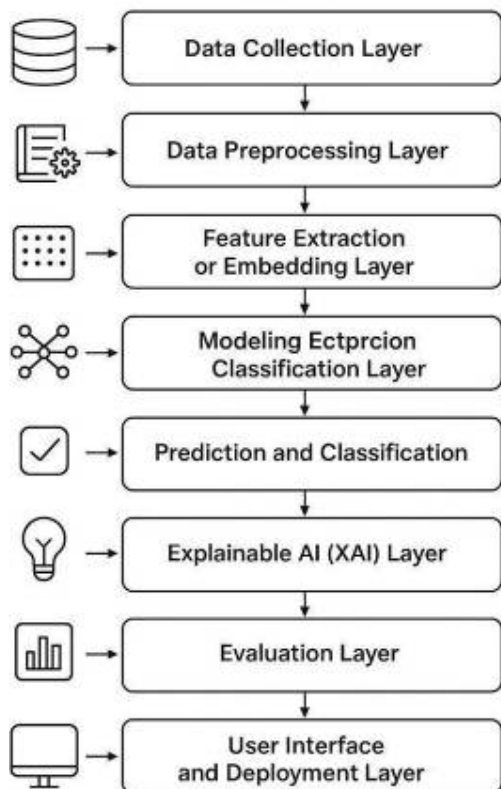 Data Collection Layer
Data Preprocessing Layer
Feature Extraction
or Embedding Layer
Modeling Ectprcion
Classification Layer
Prediction and Classification
Explainable AI (XAI) Layer
Evaluation Layer
User Interface
and Deployment Layer